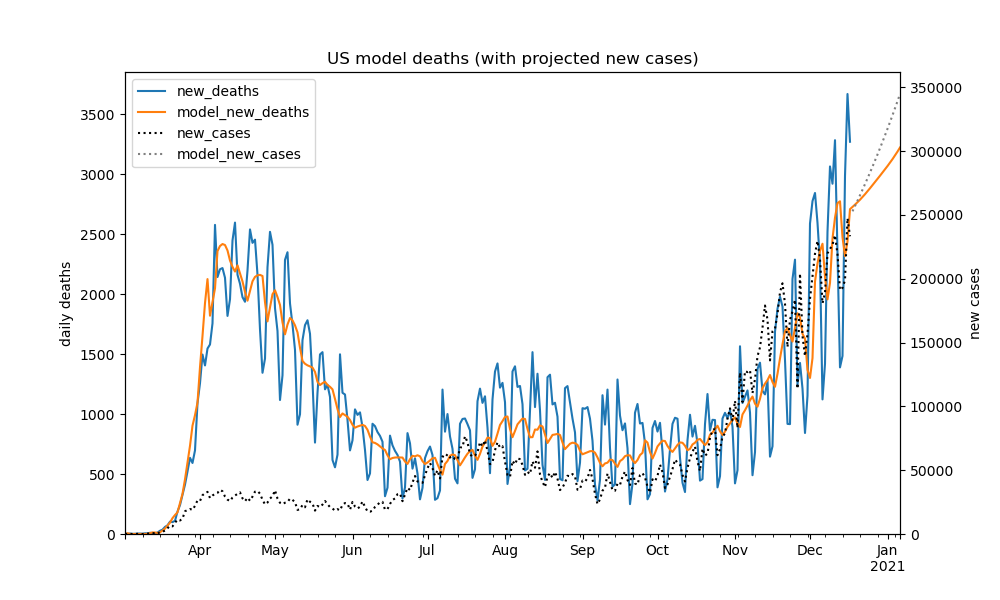 US model deaths (with projected new cases)
new_deaths
model_new_deaths
new_cases
model_new_cases
daily deaths
3500
3000
2500
2000
1500
1000
500
0
350000
300000
250000
200000
150000
100000
50000
0
new cases
Apr May Jun Jul Aug Sep Oct Nov Dec Jan
2021